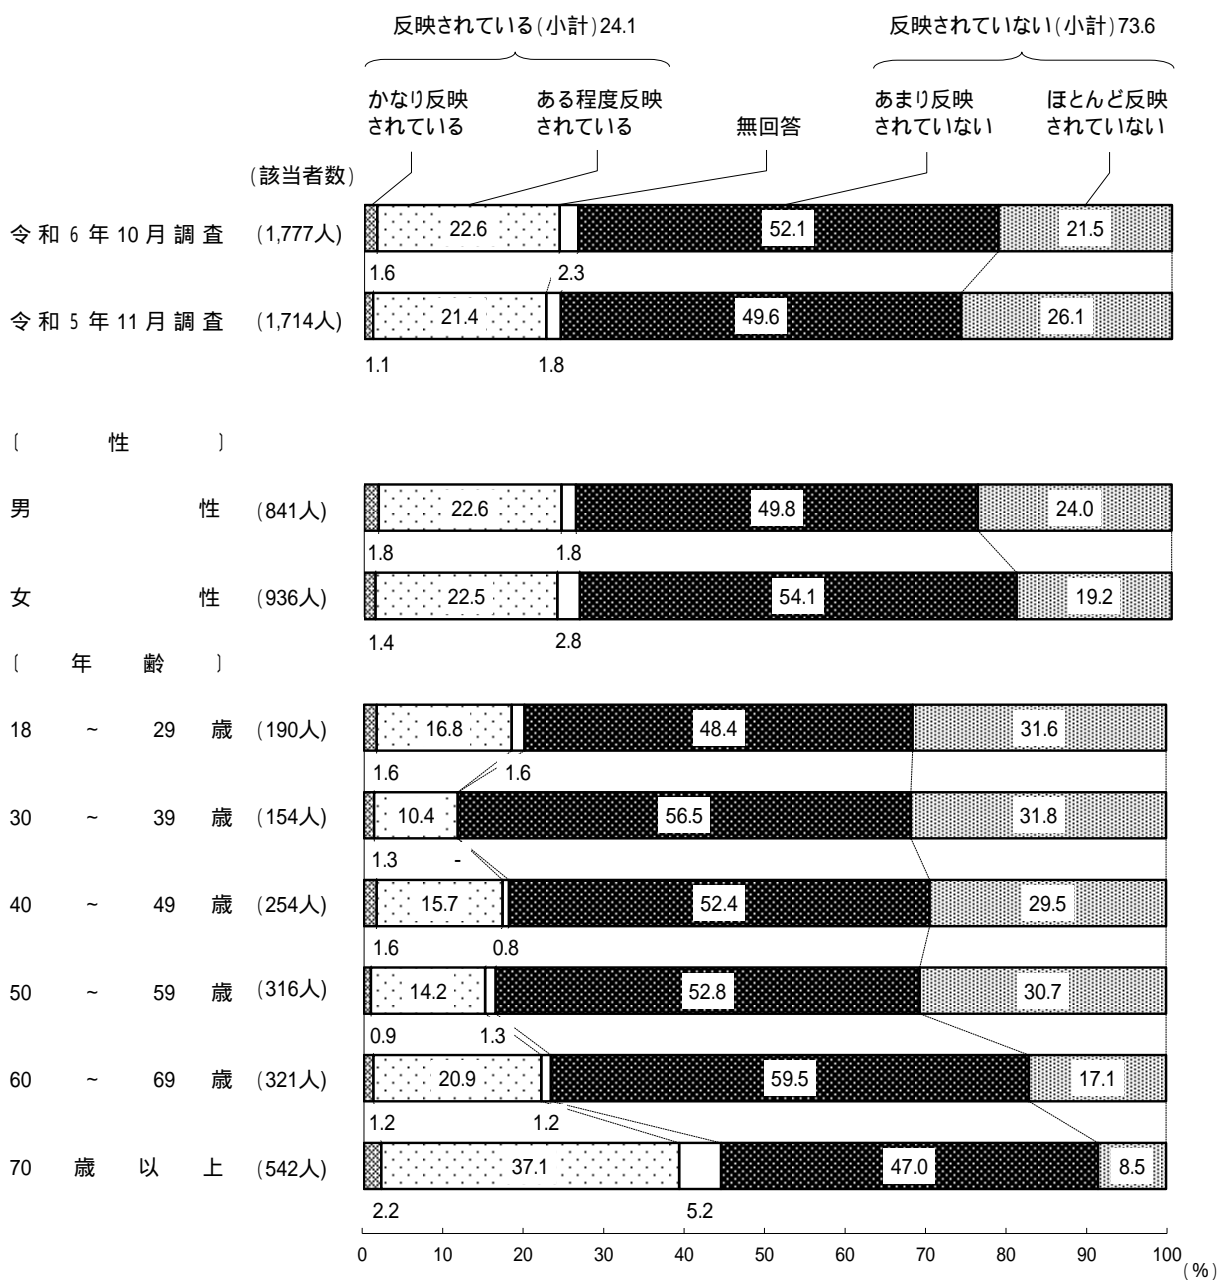 反映されている(小計)24.1 反映されていない(小計)73.6
かなり反映
されている
ある程度反映
されている
無回答
あまり反映
されていない
ほとんど反映
されていない
(該当者数)
令和6年10月調査 (1,777人) 22.6 52.1 21.5
1.6 2.3
令和5年11月調査 (1,714人) 21.4 49.6 26.1
1.1 1.8
〔 性 〕
男性 (841人) 22.6 49.8 24.0
1.8 1.8
女性 (936人) 22.5 54.1 19.2
1.4 2.8
〔 年齢 〕
18 ~ 29 歳 (190人) 16.8 48.4 31.6
1.6 1.6
30 ~ 39 歳 (154人) 10.4 56.5 31.8
1.3 -
40 ~ 49 歳 (254人) 15.7 52.4 29.5
1.6 0.8
50 ~ 59 歳 (316人) 14.2 52.8 30.7
0.9 1.3
60 ~ 69 歳 (321人) 20.9 59.5 17.1
1.2 1.2
70 歳以上 (542人) 37.1 47.0 8.5
2.2 5.2
0 10 20 30 40 50 60 70 80 90 100
(%)